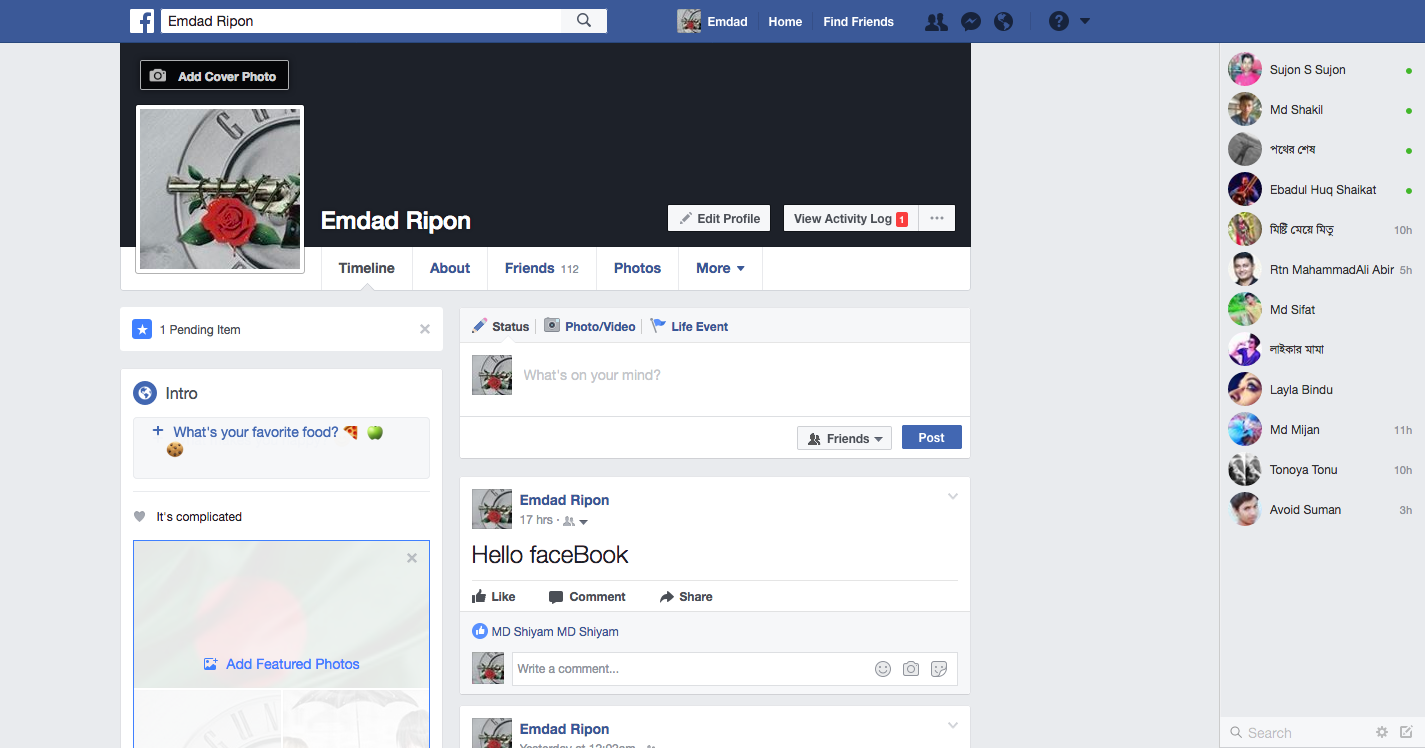 Emdad Ripon
Emdad
Home
Find Friends
Add Cover Photo
Emdad Ripon
Edit Profile
View Activity Log 1
Timeline
About
Friends 112
Photos
More
1 Pending Item
Intro
+ What's your favorite food?
It's complicated
Add Featured Photos
Status
Photo/Video
Life Event
What's on your mind?
Friends
Post
Emdad Ripon
17 hrs ·
Hello faceBook
Like
Comment
Share
MD Shiyam MD Shiyam
Write a comment...
Emdad Ripon
Yesterday at
Sujon S Sujon
Md Shakil
পথের শেষ
Ebadul Huq Shaikat
মিষ্টি মেয়ে মিতু 10h
Rtn MahammadAli Abir 5h
Md Sifat
লাইকার মামা
Layla Bindu
Md Mijan 11h
Tonoya Tonu 10h
Avoid Suman 3h
Search